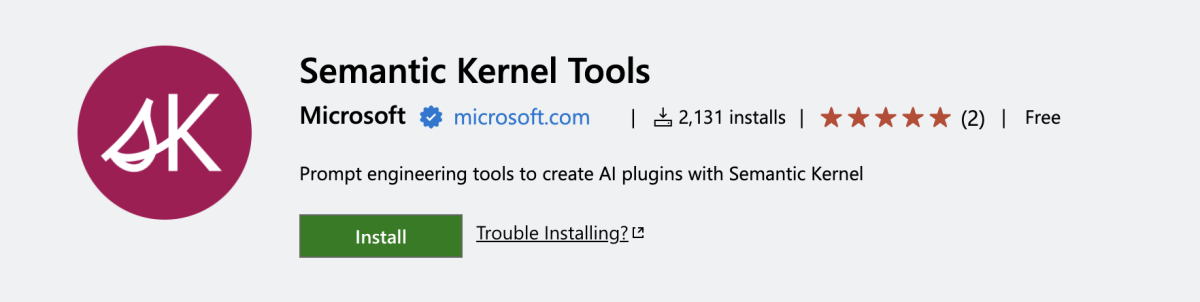 sK
Semantic Kernel Tools
Microsoft microsoft.com | 2,131 installs | ★★★★★ (2) | Free
Prompt engineering tools to create AI plugins with Semantic Kernel
Install Trouble Installing?